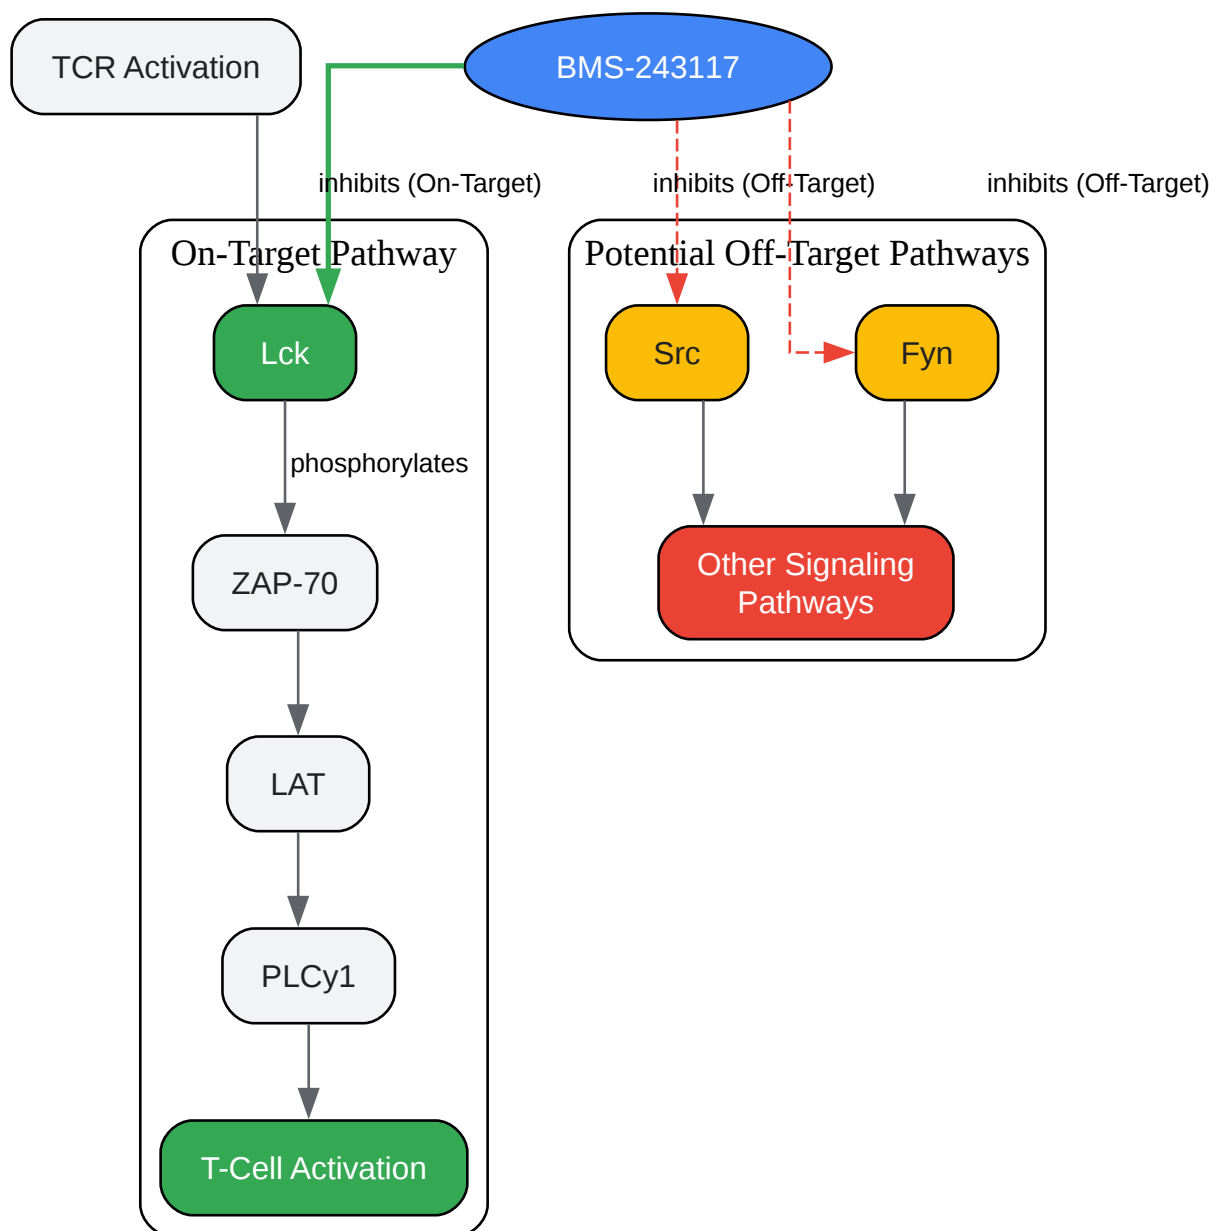 TCR Activation
BMS-243117
inhibits (On-Target)
inhibits (Off-Target)
inhibits (Off-Target)
On-Target Pathway
Potential Off-Target Pathways
Lck
Src
Fyn
phosphorylates
ZAP-70
Other Signaling
Pathways
LAT
PLCy1
T-Cell Activation